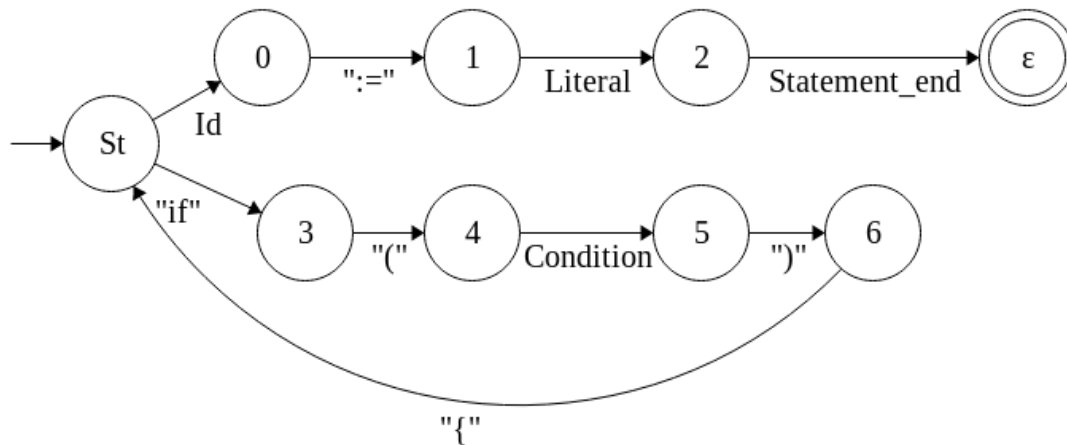 0
":="
1
Literal
2
Statement_end
ε
St
Id
"if"
3
"("
4
Condition
5
")"
6
"{"